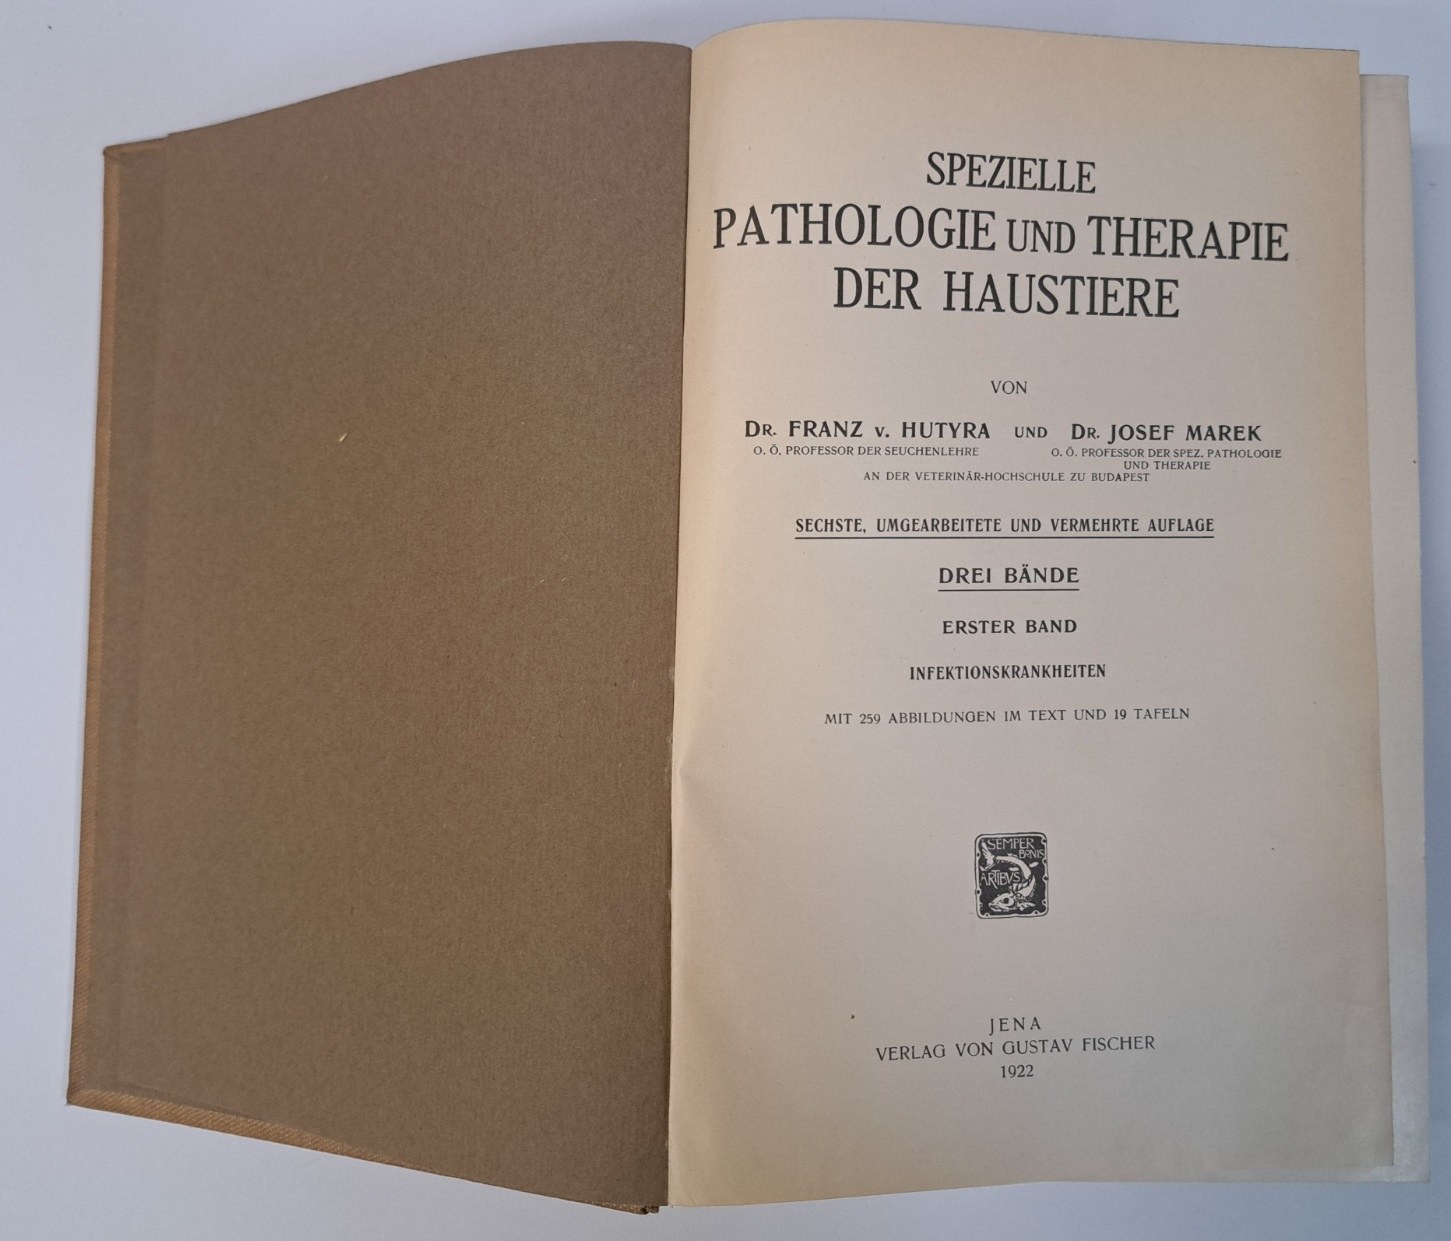 SPEZIELLE
PATHOLOGIE UND THERAPIE
DER HAUSTIERE
VON
DR. FRANZ v. HUTYRA UND DR. JOSEF MAREK
O. Ö. PROFESSOR DER SEUCHENLEHRE O. Ö. PROFESSOR DER SPEZ. PATHOLOGIE
UND THERAPIE
AN DER VETERINÄR-HOCHSCHULE ZU BUDAPEST
SECHSTE, UMGEARBEITETE UND VERMEHRTE AUFLAGE
DREI BÄNDE
ERSTER BAND
INFEKTIONSKRANKHEITEN
MIT 259 ABBILDUNGEN IM TEXT UND 19 TAFELN
SEMPER
BONIS
ARTIBVS
JENA
VERLAG VON GUSTAV FISCHER
1922